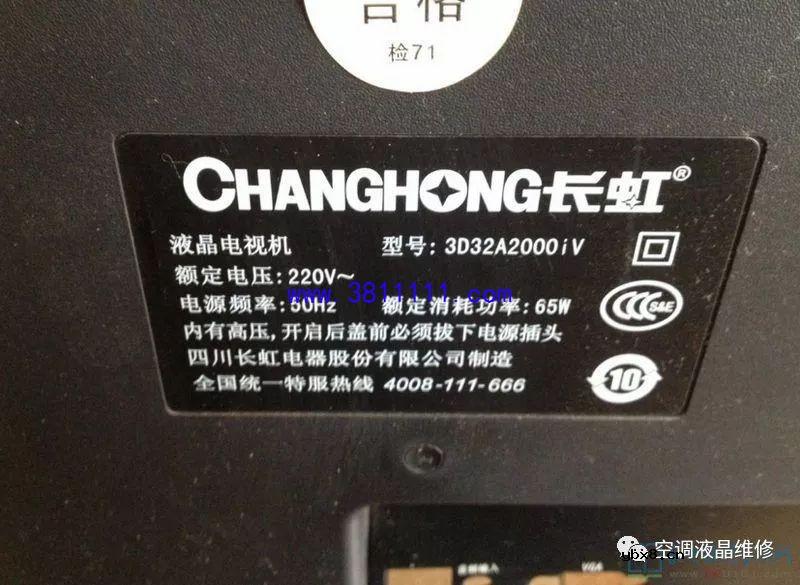 合格
检71
CHANGHONG长虹®
液晶电视机 型号: 3D32A2000iV
额定电压: 220V~
www.3811111.com
电源频率: 50Hz 额定消耗功率: 65W
S&E
内有高压,开启后盖前必须拔下电源插头
四川长虹电器股份有限公司制造
全国统一特服热线 4008-111-666
10
空调液晶维修
VGA